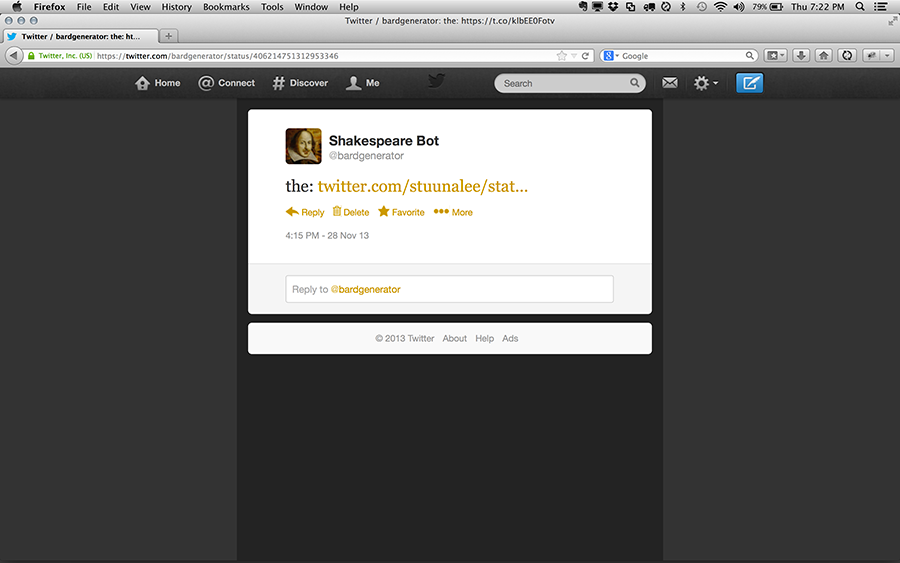 Firefox File Edit View History Bookmarks Tools Window Help 79% Thu 7:22 PM
Twitter / bardgenerator: the: https://t.co/klbEE0Fotv
Twitter / bardgenerator: the: ht...
Twitter, Inc. (US) https://twitter.com/bardgenerator/status/406214751312953346 Google
Home Connect Discover Me Search
Shakespeare Bot
@bardgenerator
the: twitter.com/stuunalee/stat...
Reply Delete Favorite More
4:15 PM - 28 Nov 13
Reply to @bardgenerator
© 2013 Twitter About Help Ads